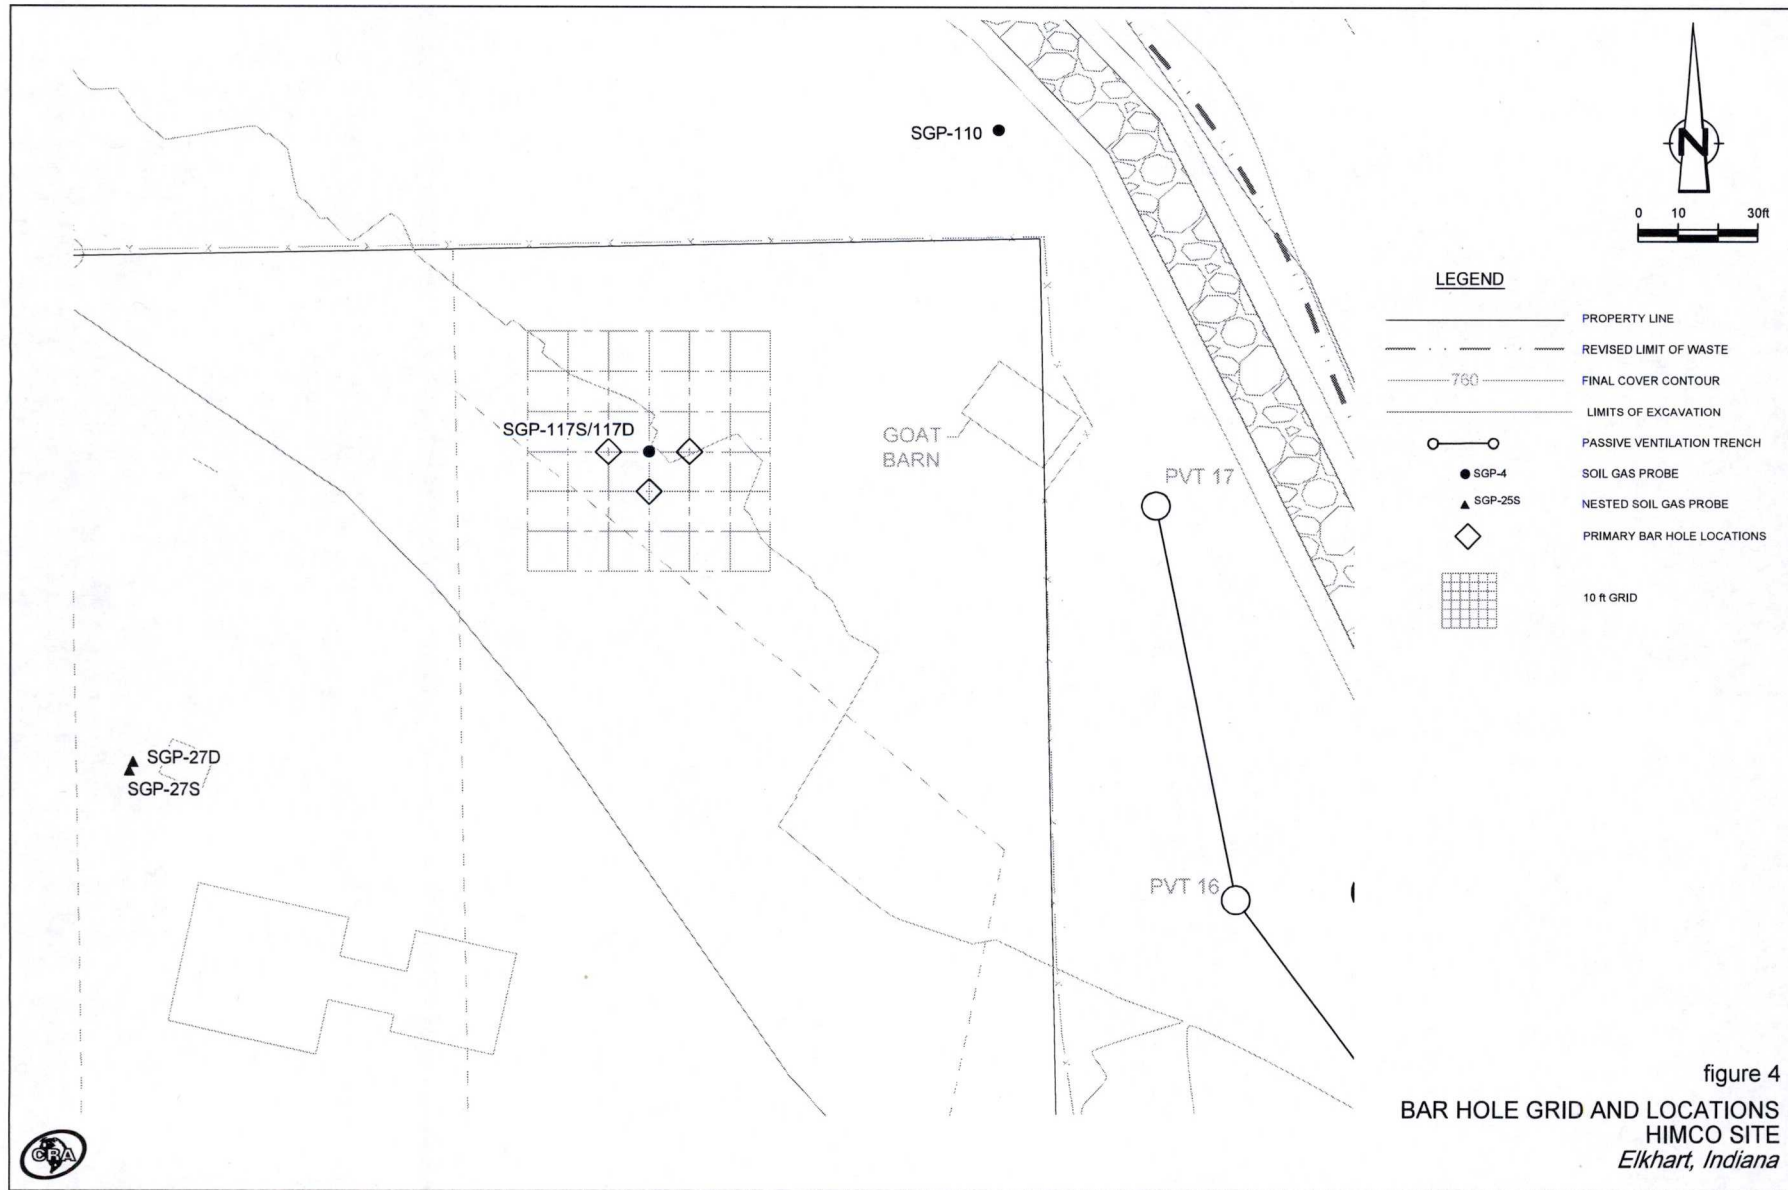 SGP-110
N
0 10 30ft
LEGEND
PROPERTY LINE
REVISED LIMIT OF WASTE
760 FINAL COVER CONTOUR
LIMITS OF EXCAVATION
PASSIVE VENTILATION TRENCH
SGP-4 SOIL GAS PROBE
SGP-25S NESTED SOIL GAS PROBE
PRIMARY BAR HOLE LOCATIONS
10 ft GRID
SGP-117S/117D
GOAT
BARN
PVT 17
PVT 16
SGP-27D
SGP-27S
figure 4
BAR HOLE GRID AND LOCATIONS
HIMCO SITE
Elkhart, Indiana
CRA